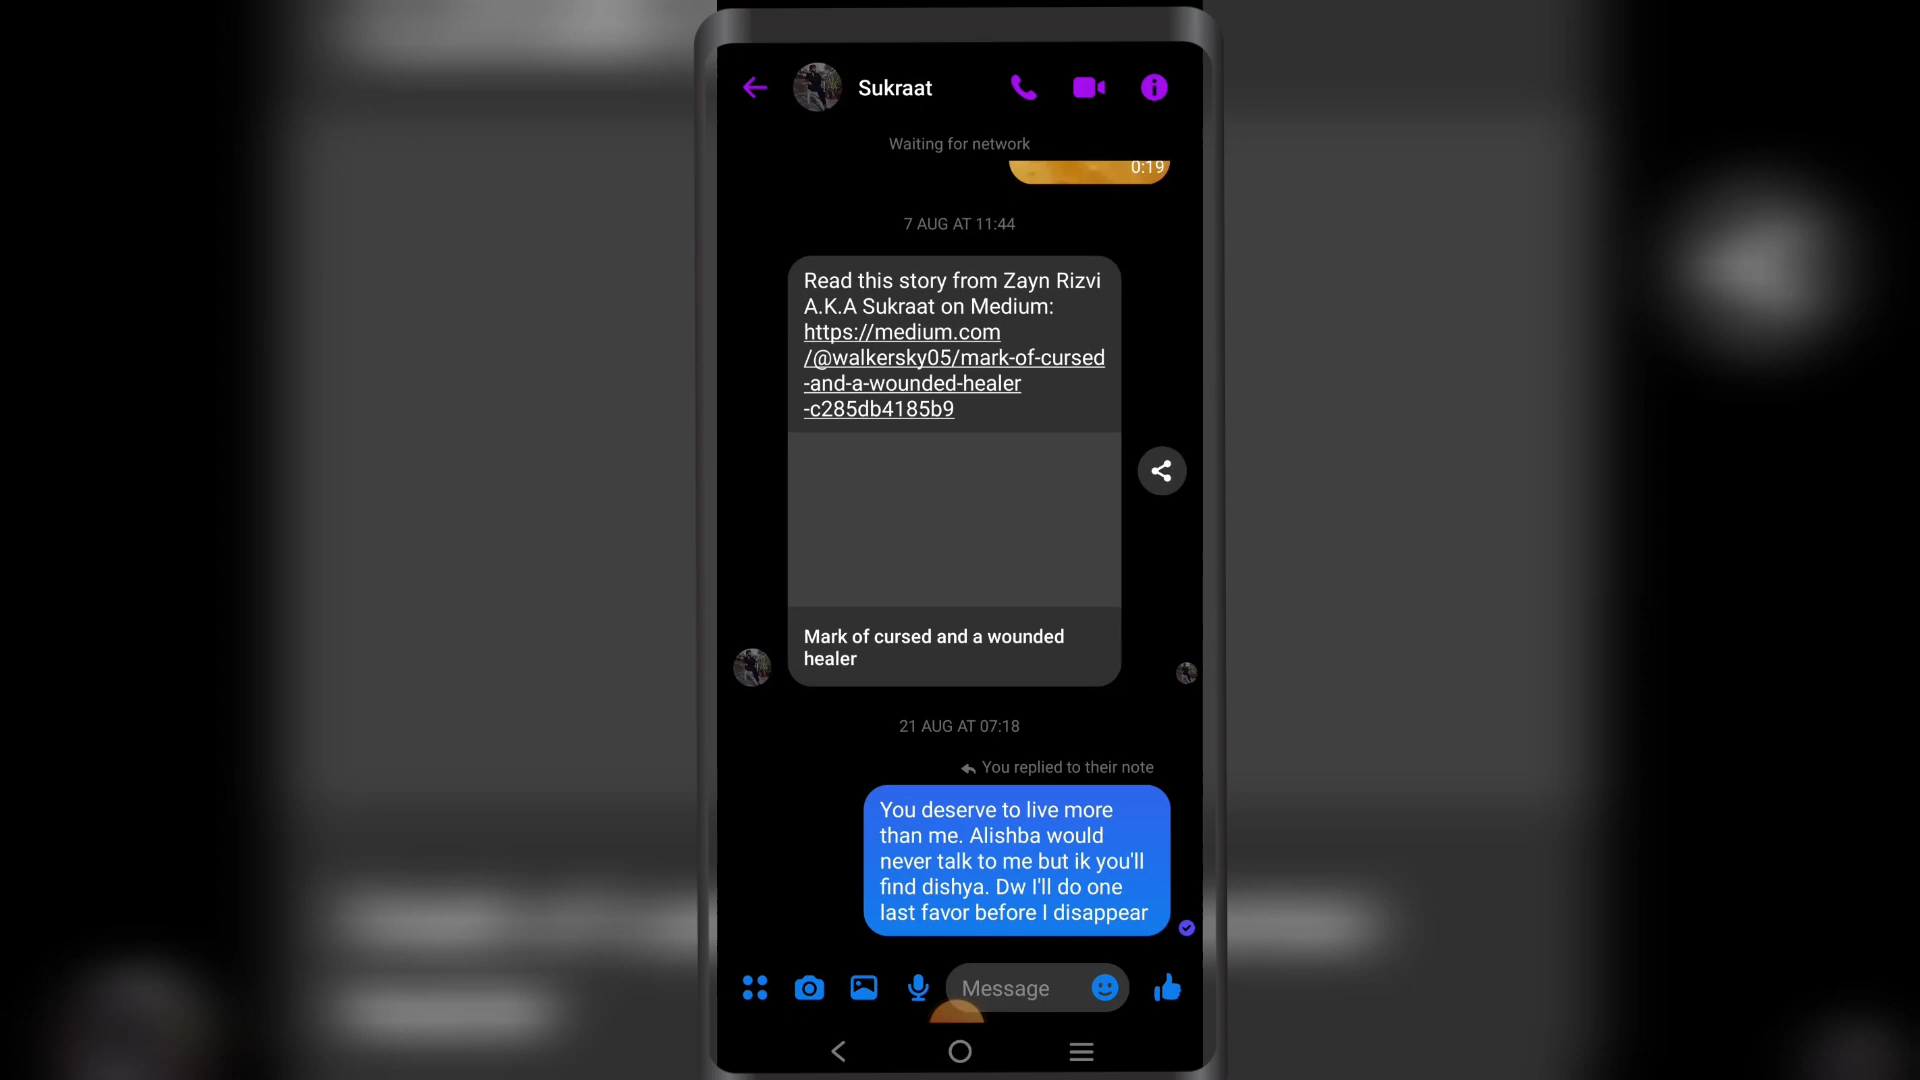 Sukraat
Waiting for network
0:19
7 AUG AT 11:44
Read this story from Zayn Rizvi
A.K.A Sukraat on Medium:
https://medium.com
/@walkersky05/mark-of-cursed
-and-a-wounded-healer
-c285db4185b9
Mark of cursed and a wounded
healer
21 AUG AT 07:18
You replied to their note
You deserve to live more
than me. Alishba would
never talk to me but ik you'll
find dishya. Dw I'll do one
last favor before I disappear
Message